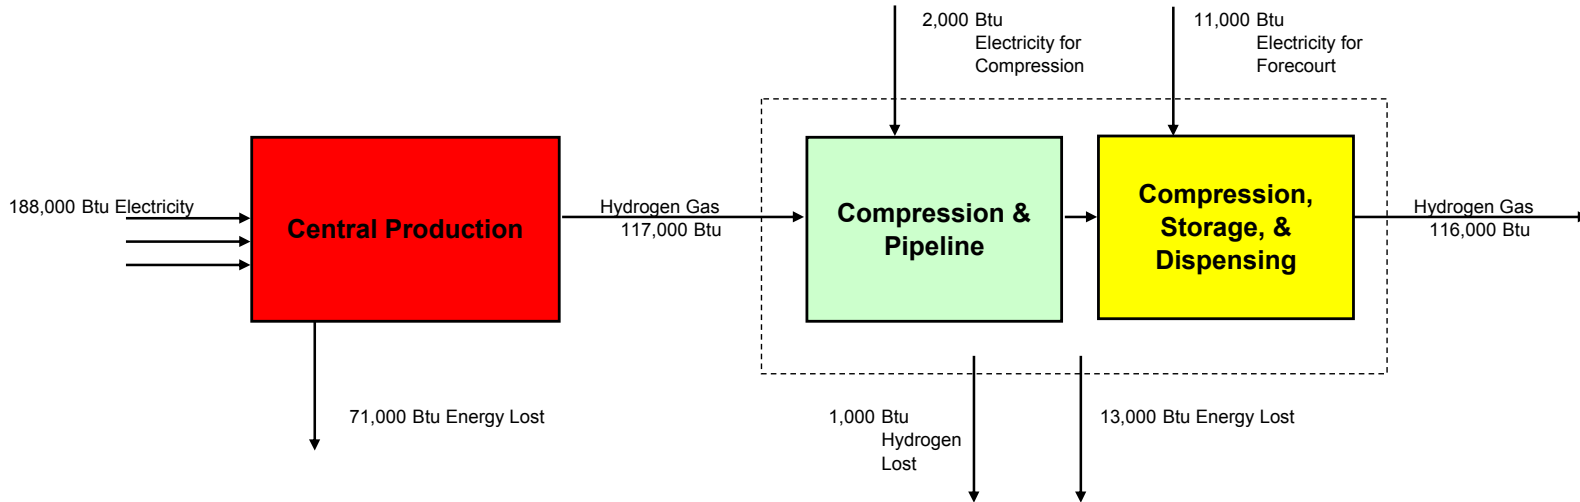 2,000 Btu
Electricity for
Compression
11,000 Btu
Electricity for
Forecourt
188,000 Btu Electricity
Central Production
Hydrogen Gas
117,000 Btu
Compression &
Pipeline
Compression,
Storage, &
Dispensing
Hydrogen Gas
116,000 Btu
71,000 Btu Energy Lost
1,000 Btu
Hydrogen
Lost
13,000 Btu Energy Lost